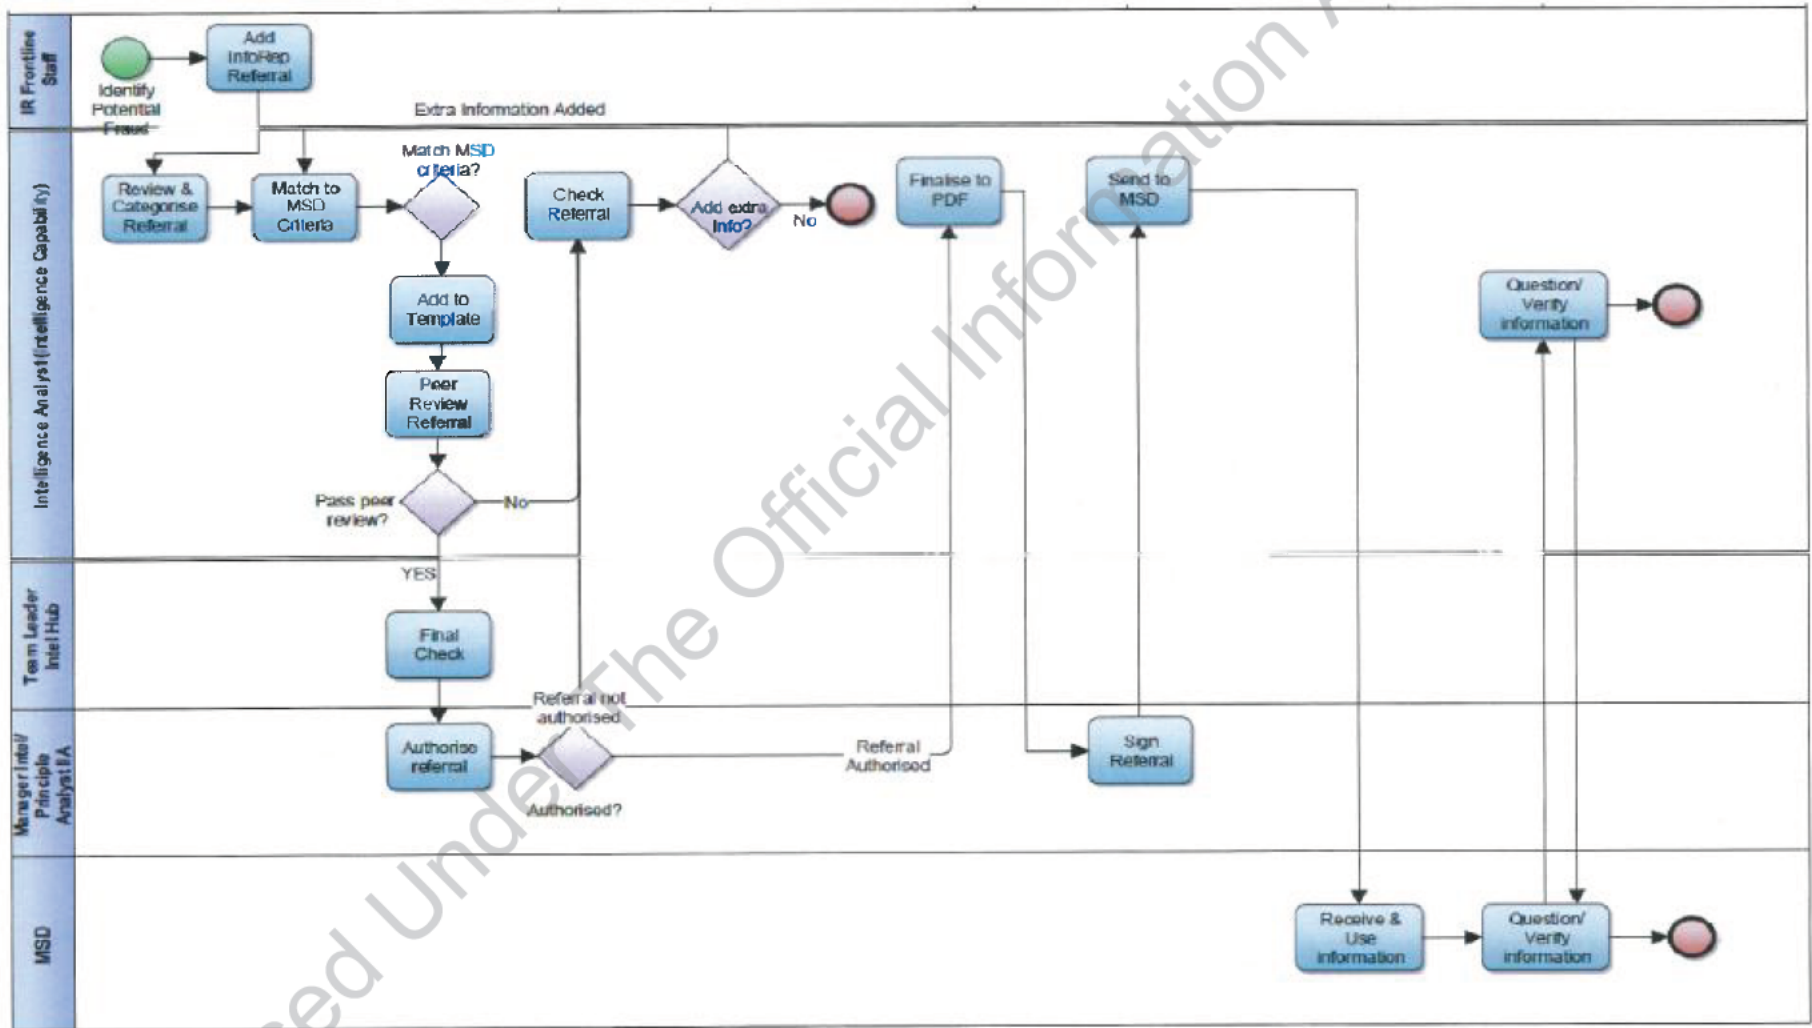 IR Frontline
Staff
Identify
Potential
Fraud
Add
InfoRep
Referral
Extra Information Added
Intelligence Analyst (Intelligence Capability)
Review &
Categorise
Referral
Match to
MSD
Criteria
Match MSD
criteria?
Add to
Template
Peer
Review
Referral
Pass peer
review?
No
YES
Check
Referral
Add extra
Info?
No
Finalise to
PDF
Send to
MSD
Question/
Verify
information
Team Leader
Intel Hub
Final
Check
Manager Intel/
Principle
Analyst IIA
Authorise
referral
Referral not
authorised
Authorised?
Referral
Authorised
Sign
Referral
MSD
Receive &
Use
information
Question/
Verify
information
sed Under The Official Information A